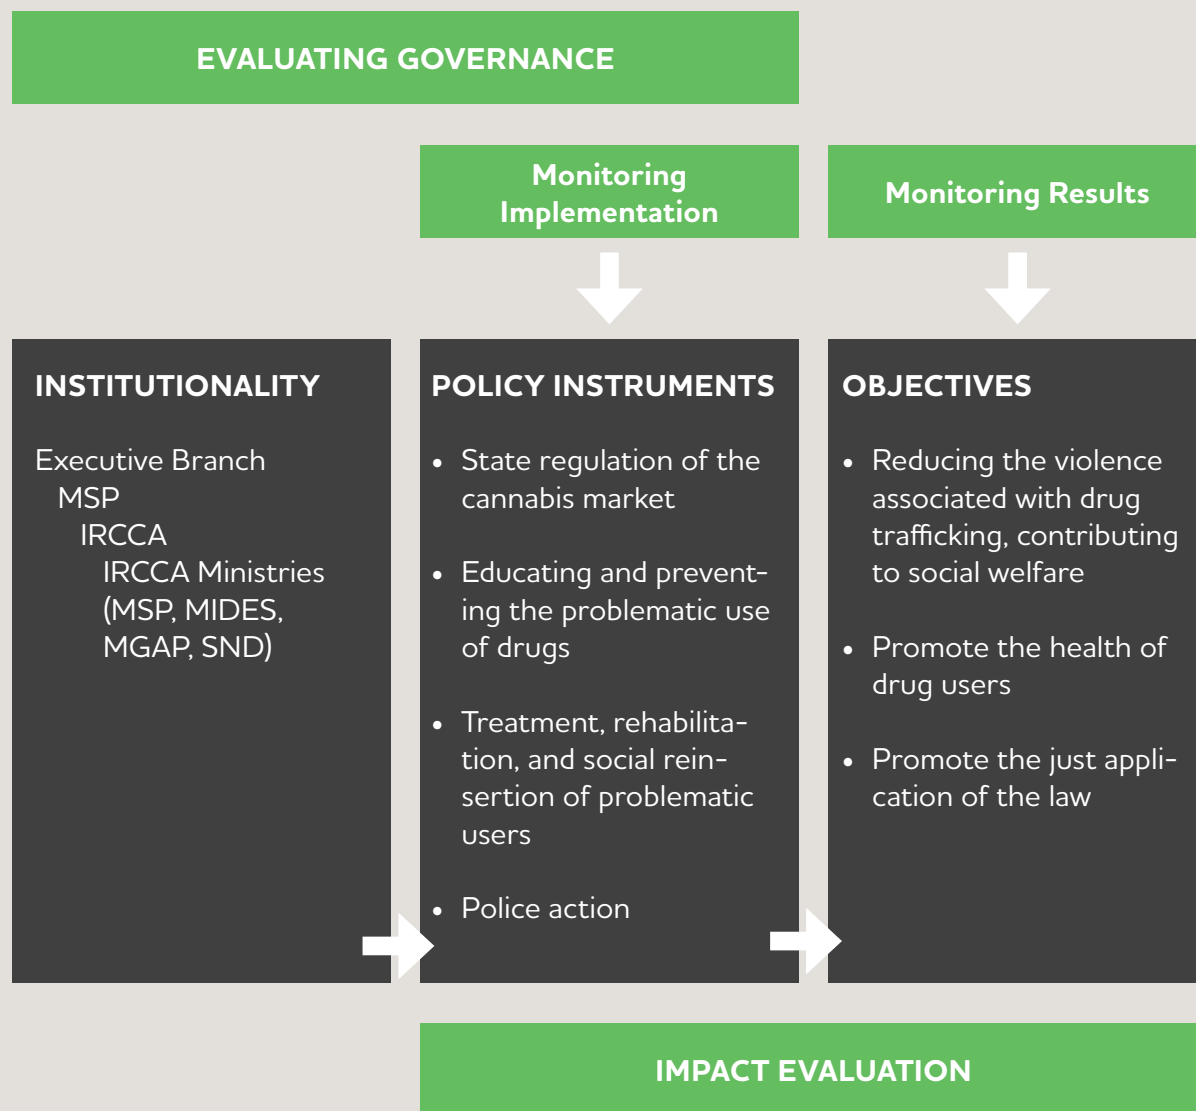 EVALUATING GOVERNANCE
Monitoring
Implementation
Monitoring Results
INSTITUTIONALITY
Executive Branch
MSP
IRCCA
IRCCA Ministries
(MSP, MIDES,
MGAP, SND)
POLICY INSTRUMENTS
• State regulation of the
cannabis market
• Educating and prevent-
ing the problematic use
of drugs
• Treatment, rehabilita-
tion, and social rein-
sertion of problematic
users
• Police action
OBJECTIVES
• Reducing the violence
associated with drug
trafficking, contributing
to social welfare
• Promote the health of
drug users
• Promote the just appli-
cation of the law
IMPACT EVALUATION